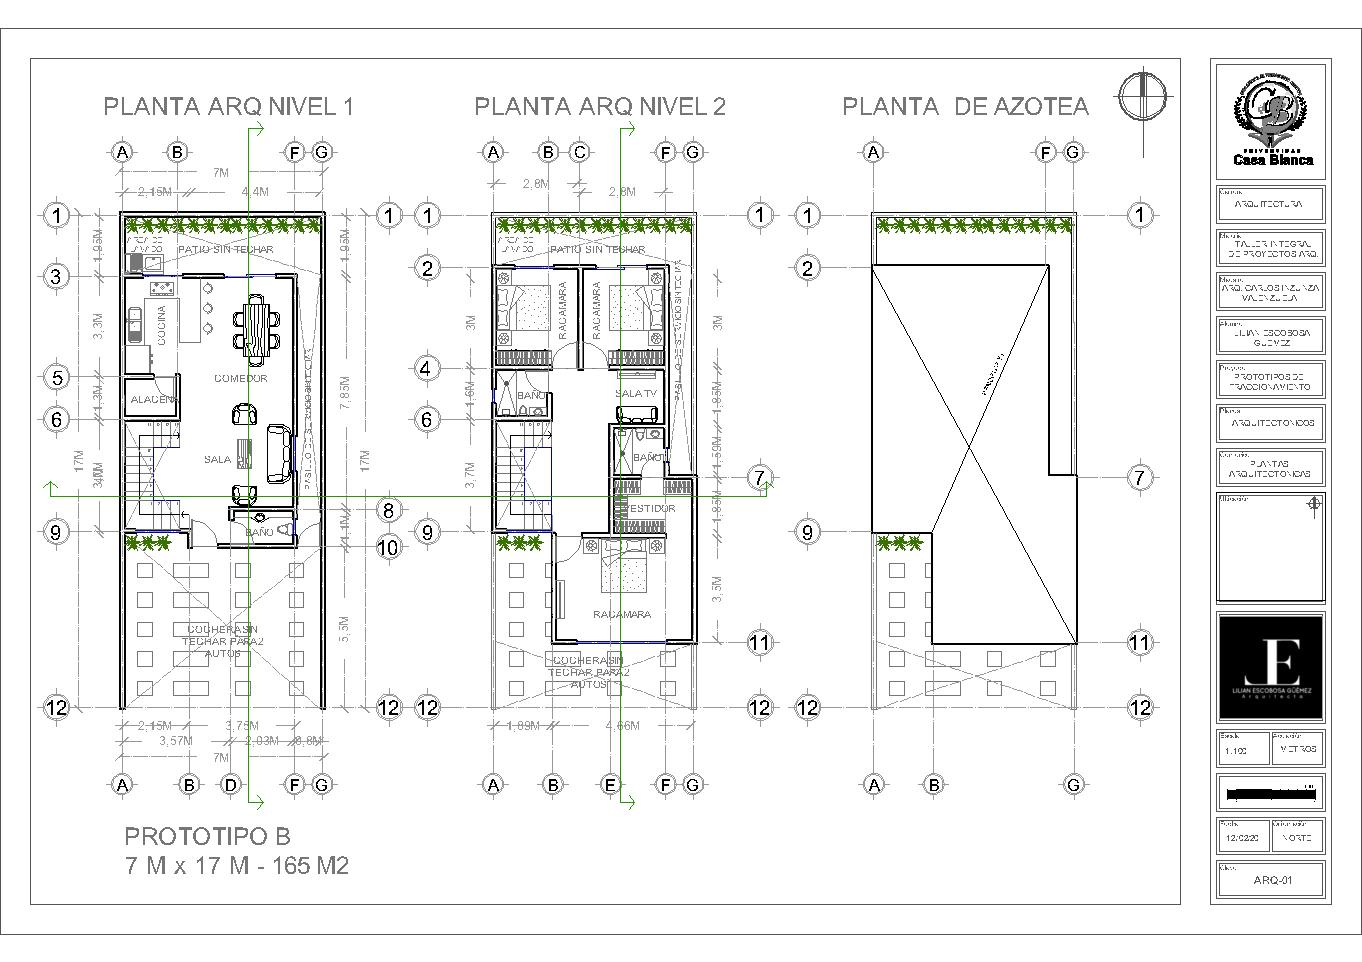 PLANTA ARQ NIVEL 1
PLANTA ARQ NIVEL 2
PLANTA DE AZOTEA
A B F G
A B C F G
A F G
7M
2,15M 4,4M
2,8M 2,8M
1 1 1 1 1 1
1,95M
1,95M
PATIO SIN TECHAR
PATIO SIN TECHAR
3
2
2
COCINA
3,3M
COMEDOR
7,85M
RACAMARA
RACAMARA
3M
3M
5
4
1,3M
ALACENA
BAÑO
SALA TV
1,6M
1,85M
6
6
SALA
17M
17M
BAÑO
1,59M
3,7M
7
7
VESTIDOR
1,85M
8
9
9
9
BAÑO
1,1M
10
RACAMARA
3,5M
COCHERA SIN
TECHAR PARA 2
AUTOS
5,5M
11
11
COCHERA SIN
TECHAR PARA 2
AUTOS
12 12 12 12 12 12
2,15M 3,75M
3,57M 2,03M 0,8M
7M
1,89M 4,66M
A B D F G
A B E F G
A B G
PROTOTIPO B
7 M x 17 M - 165 M2
UNIVERSIDAD
Casa Blanca
ARQUITECTURA
TALLER INTEGRAL
DE PROYECTOS ARQ.
ARQ. CARLOS INZUNZA
VALENZUELA
LILIAN ESCOBOSA
GUEMEZ
PROTOTIPOS DE
FRACCIONAMIENTO
ARQUITECTONICOS
PLANTAS
ARQUITECTONICAS
LE
LILIAN ESCOBOSA GÜÉMEZ
Arquitecta
1:100
METROS
12/02/20
NORTE
ARQ-01